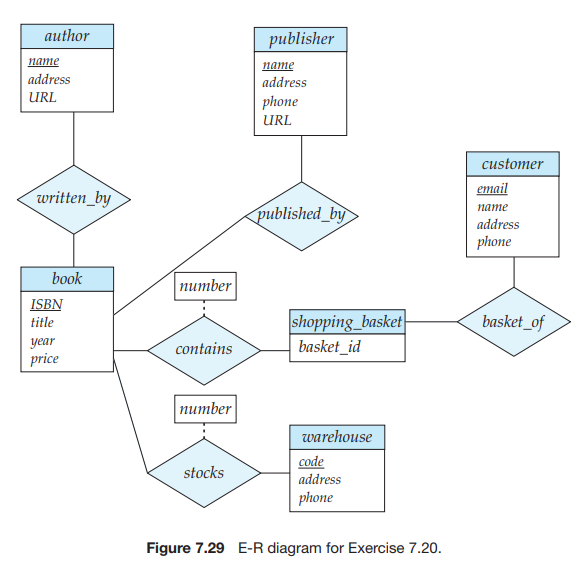 author
name
address
URL
publisher
name
address
phone
URL
customer
email
name
address
phone
written_by
published_by
book
ISBN
title
year
price
number
contains
shopping_basket
basket_id
basket_of
number
stocks
warehouse
code
address
phone
Figure 7.29 E-R diagram for Exercise 7.20.